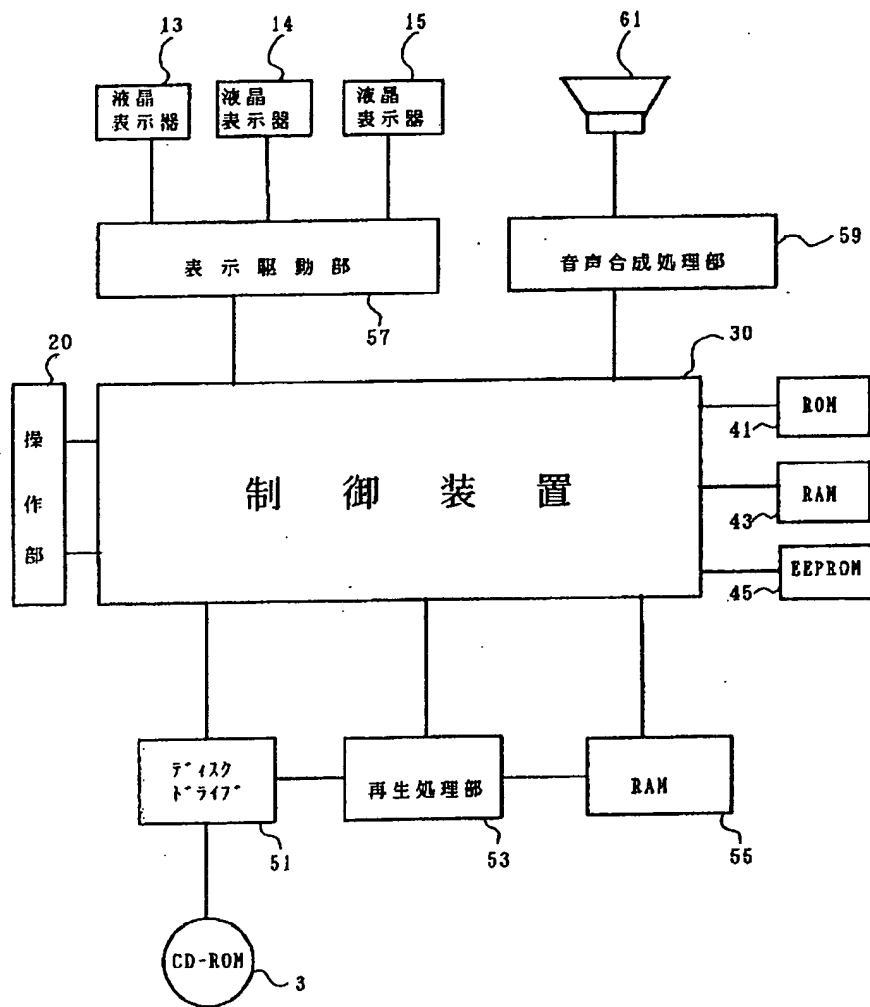 13
14
15
61
液晶
表示器
液晶
表示器
液晶
表示器
表示駆動部
57
音声合成処理部
59
20
操
作
部
30
制御装置
ROM
41
RAM
43
EEPROM
45
ディスク
ドライブ
51
再生処理部
53
RAM
55
CD-ROM
3